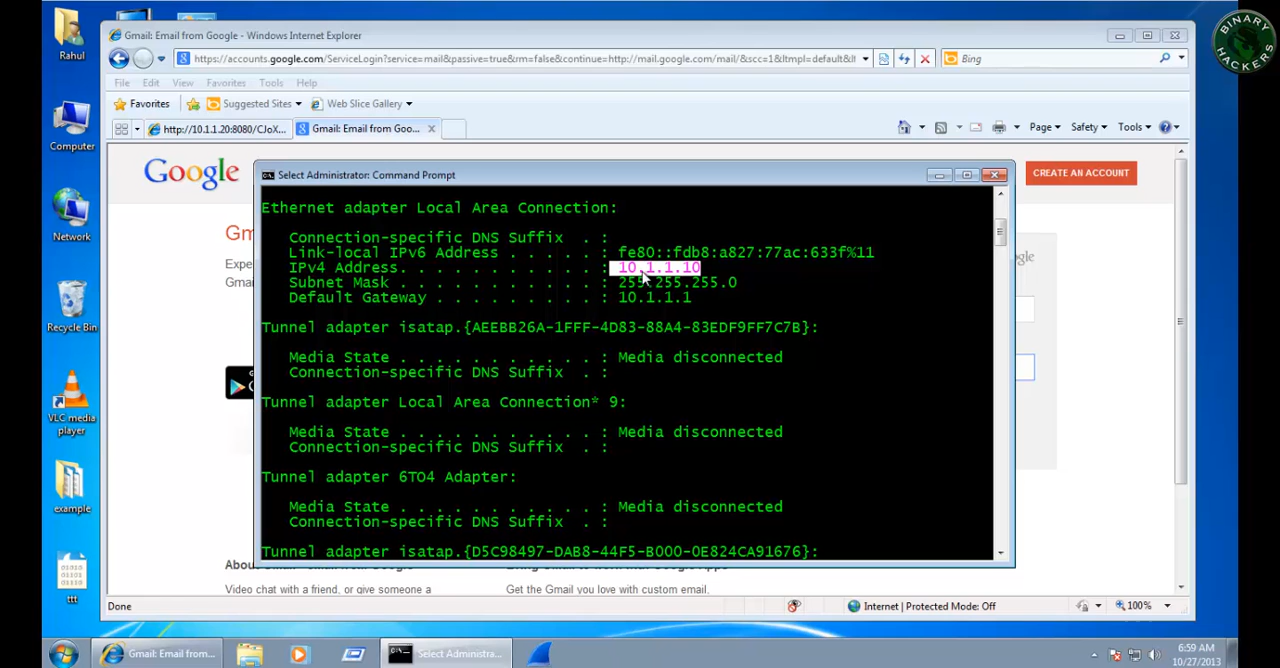 Rahul
Gmail: Email from Google - Windows Internet Explorer
BINARY HACKERS
https://accounts.google.com/ServiceLogin?service=mail&passive=true&rm=false&continue=http://mail.google.com/mail/&scc=1&ltmpl=default&lt
Bing
File Edit View Favorites Tools Help
Favorites Suggested Sites Web Slice Gallery
http://10.1.1.20:8080/CJoX... Gmail: Email from Goo...
Page Safety Tools
Computer
Google
CREATE AN ACCOUNT
Select Administrator: Command Prompt
C:\.
Ethernet adapter Local Area Connection:
Connection-specific DNS Suffix . :
Link-local IPv6 Address . . . . . : fe80::fdb8:a827:77ac:633f%11
IPv4 Address. . . . . . . . . . . : 10.1.1.10
Subnet Mask . . . . . . . . . . . : 255.255.255.0
Default Gateway . . . . . . . . . : 10.1.1.1
Tunnel adapter isatap.{AEEBB26A-1FFF-4D83-88A4-83EDF9FF7C7B}:
Media State . . . . . . . . . . . : Media disconnected
Connection-specific DNS Suffix . :
Tunnel adapter Local Area Connection* 9:
Media State . . . . . . . . . . . : Media disconnected
Connection-specific DNS Suffix . :
Tunnel adapter 6TO4 Adapter:
Media State . . . . . . . . . . . : Media disconnected
Connection-specific DNS Suffix . :
Tunnel adapter isatap.{D5C98497-DAB8-44F5-B000-0E824CA91676}:
Network
Recycle Bin
VLC media player
example
ttt
Video chat with a friend, or give someone a
Get the Gmail you love with custom email,
Done
Internet | Protected Mode: Off
100%
Gmail: Email from...
Select Administra...
6:59 AM
10/27/2013